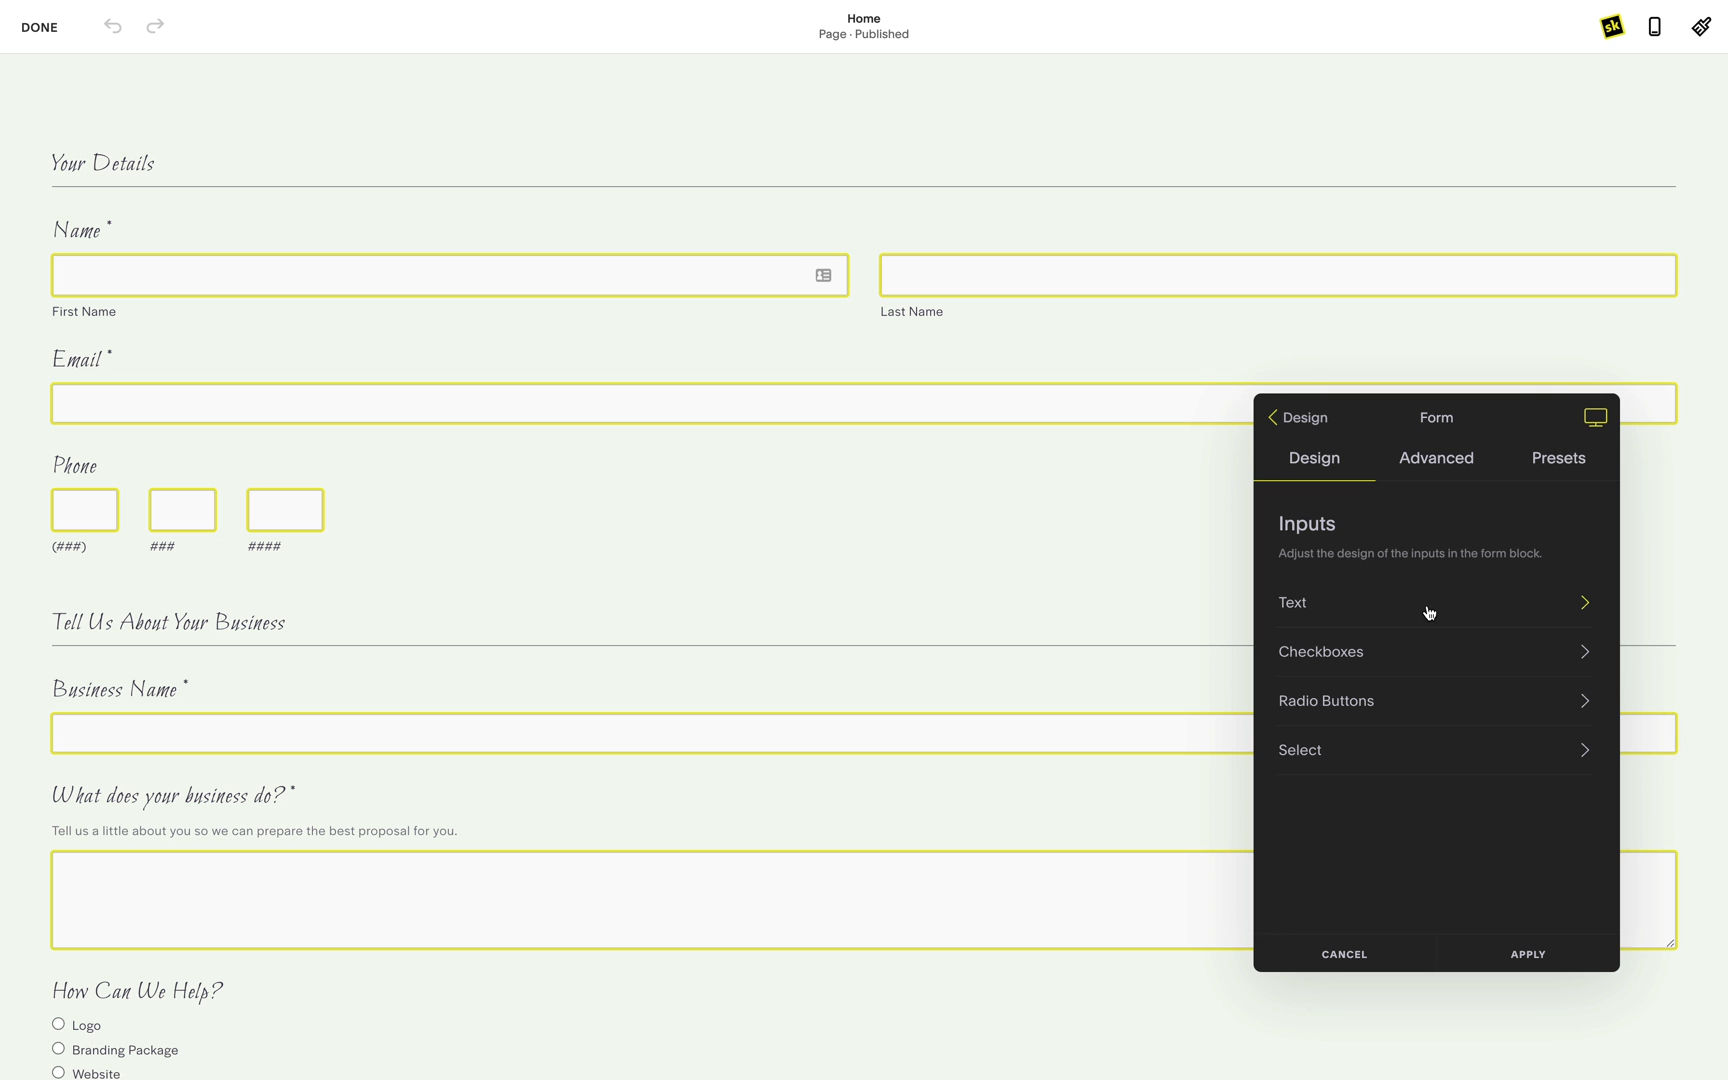 DONE
Home
Page · Published
sk
Your Details
Name *
First Name
Last Name
Email *
Phone
(###)
###
####
Tell Us About Your Business
Business Name *
What does your business do? *
Tell us a little about you so we can prepare the best proposal for you.
How Can We Help?
Logo
Branding Package
Website
Design
Form
Design
Advanced
Presets
Inputs
Adjust the design of the inputs in the form block.
Text
Checkboxes
Radio Buttons
Select
CANCEL
APPLY